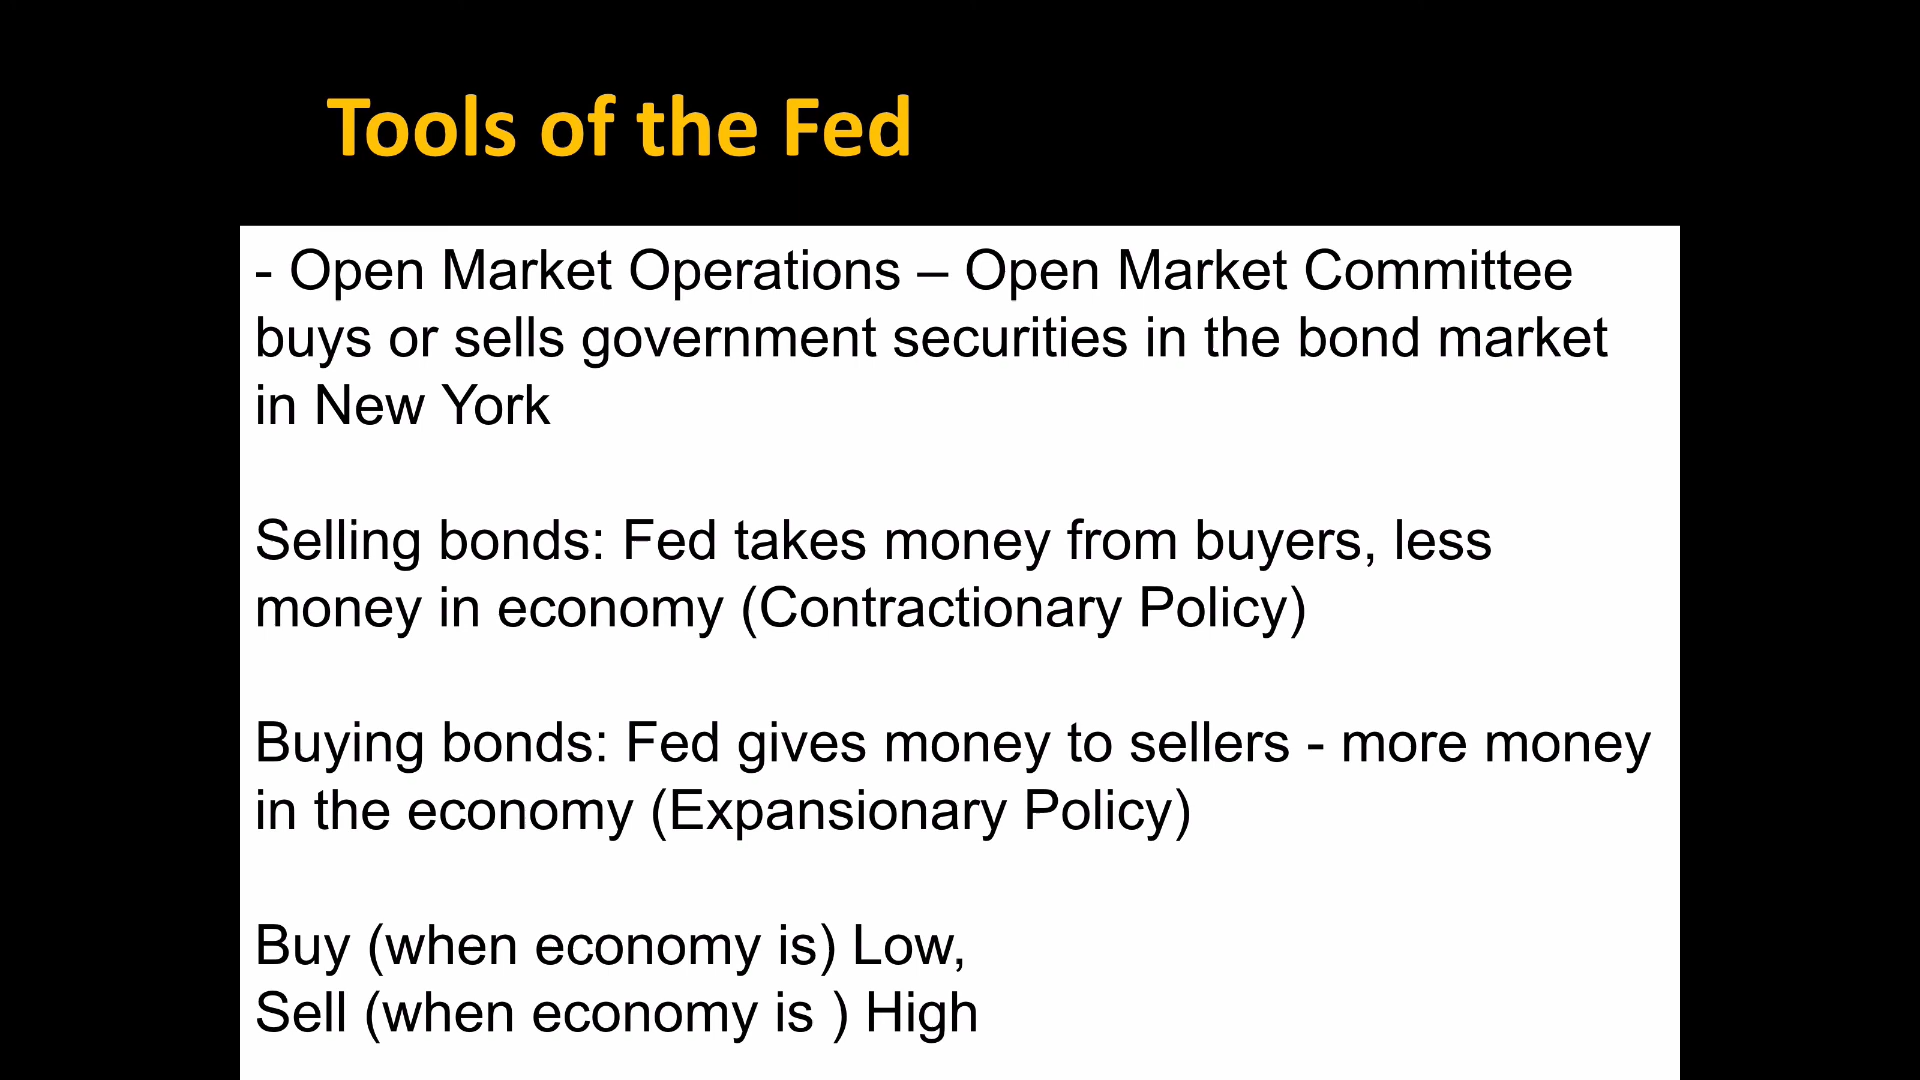 Tools of the Fed
- Open Market Operations – Open Market Committee
buys or sells government securities in the bond market
in New York
Selling bonds: Fed takes money from buyers, less
money in economy (Contractionary Policy)
Buying bonds: Fed gives money to sellers - more money
in the economy (Expansionary Policy)
Buy (when economy is) Low,
Sell (when economy is ) High